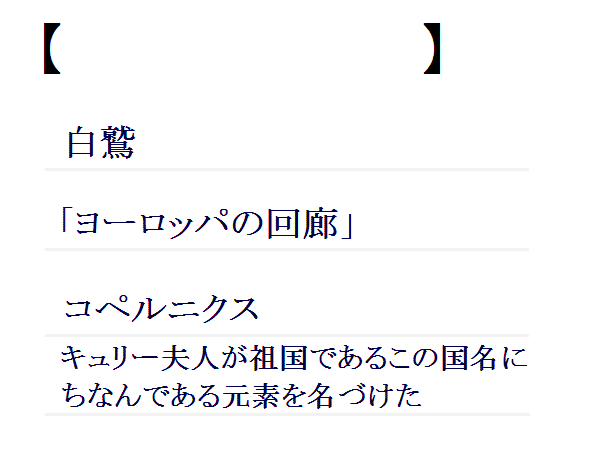 【　　　　　　　　　】
白鷲
「ヨーロッパの回廊」
コペルニクス
キュリー夫人が祖国であるこの国名に
ちなんである元素を名づけた